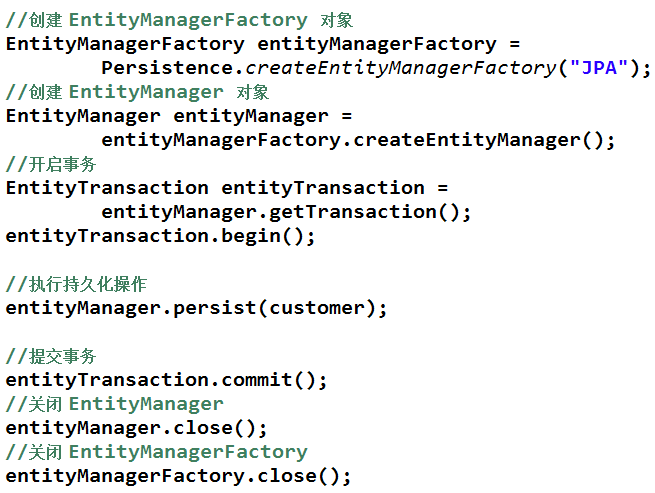 //创建 EntityManagerFactory 对象
EntityManagerFactory entityManagerFactory =
Persistence.createEntityManagerFactory("JPA");
//创建 EntityManager 对象
EntityManager entityManager =
entityManagerFactory.createEntityManager();
//开启事务
EntityTransaction entityTransaction =
entityManager.getTransaction();
entityTransaction.begin();
//执行持久化操作
entityManager.persist(customer);
//提交事务
entityTransaction.commit();
//关闭 EntityManager
entityManager.close();
//关闭 EntityManagerFactory
entityManagerFactory.close();